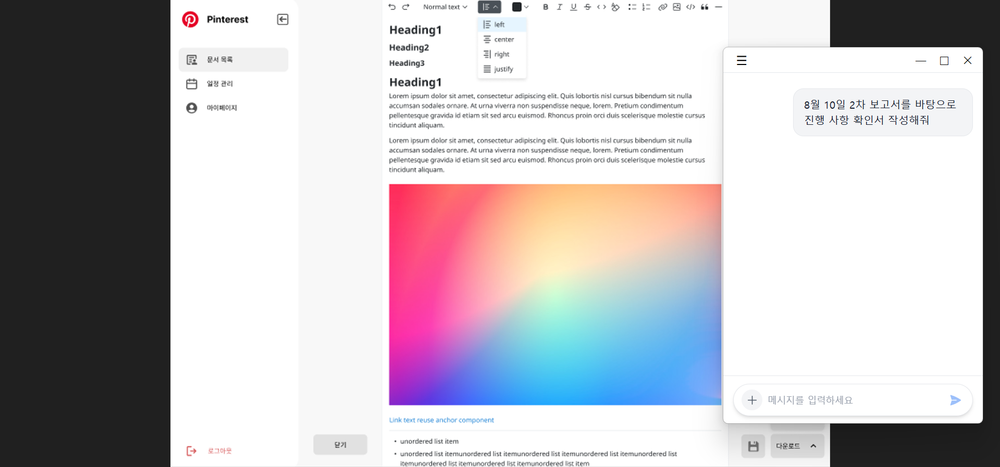 Pinterest
문서 목록
일정 관리
마이페이지
로그아웃
닫기
Normal text
B I U S
left
center
right
justify
Heading1
Heading2
Heading3
Heading1
Lorem ipsum dolor sit amet, consectetur adipiscing elit. Quis lobortis nisl cursus bibendum sit nulla
accumsan sodales ornare. At urna viverra non suspendisse neque, lorem. Pretium condimentum
pellentesque gravida id etiam sit sed arcu euismod. Rhoncus proin orci duis scelerisque molestie cursus
tincidunt aliquam.
Lorem ipsum dolor sit amet, consectetur adipiscing elit. Quis lobortis nisl cursus bibendum sit nulla
accumsan sodales ornare. At urna viverra non suspendisse neque, lorem. Pretium condimentum
pellentesque gravida id etiam sit sed arcu euismod. Rhoncus proin orci duis scelerisque molestie cursus
tincidunt aliquam.
Link text reuse anchor component
• unordered list item
• unordered list itemunordered list itemunordered list itemunordered list itemunordered list
itemunordered list itemunordered list itemunordered list item
8월 10일 2차 보고서를 바탕으로
진행 사항 확인서 작성해줘
메시지를 입력하세요
다운로드